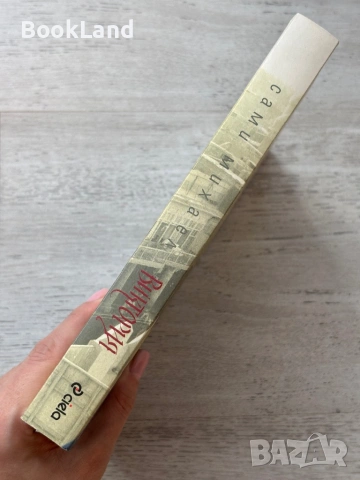 BookLand
сами михаел
Виктория
ciela
BAZAR